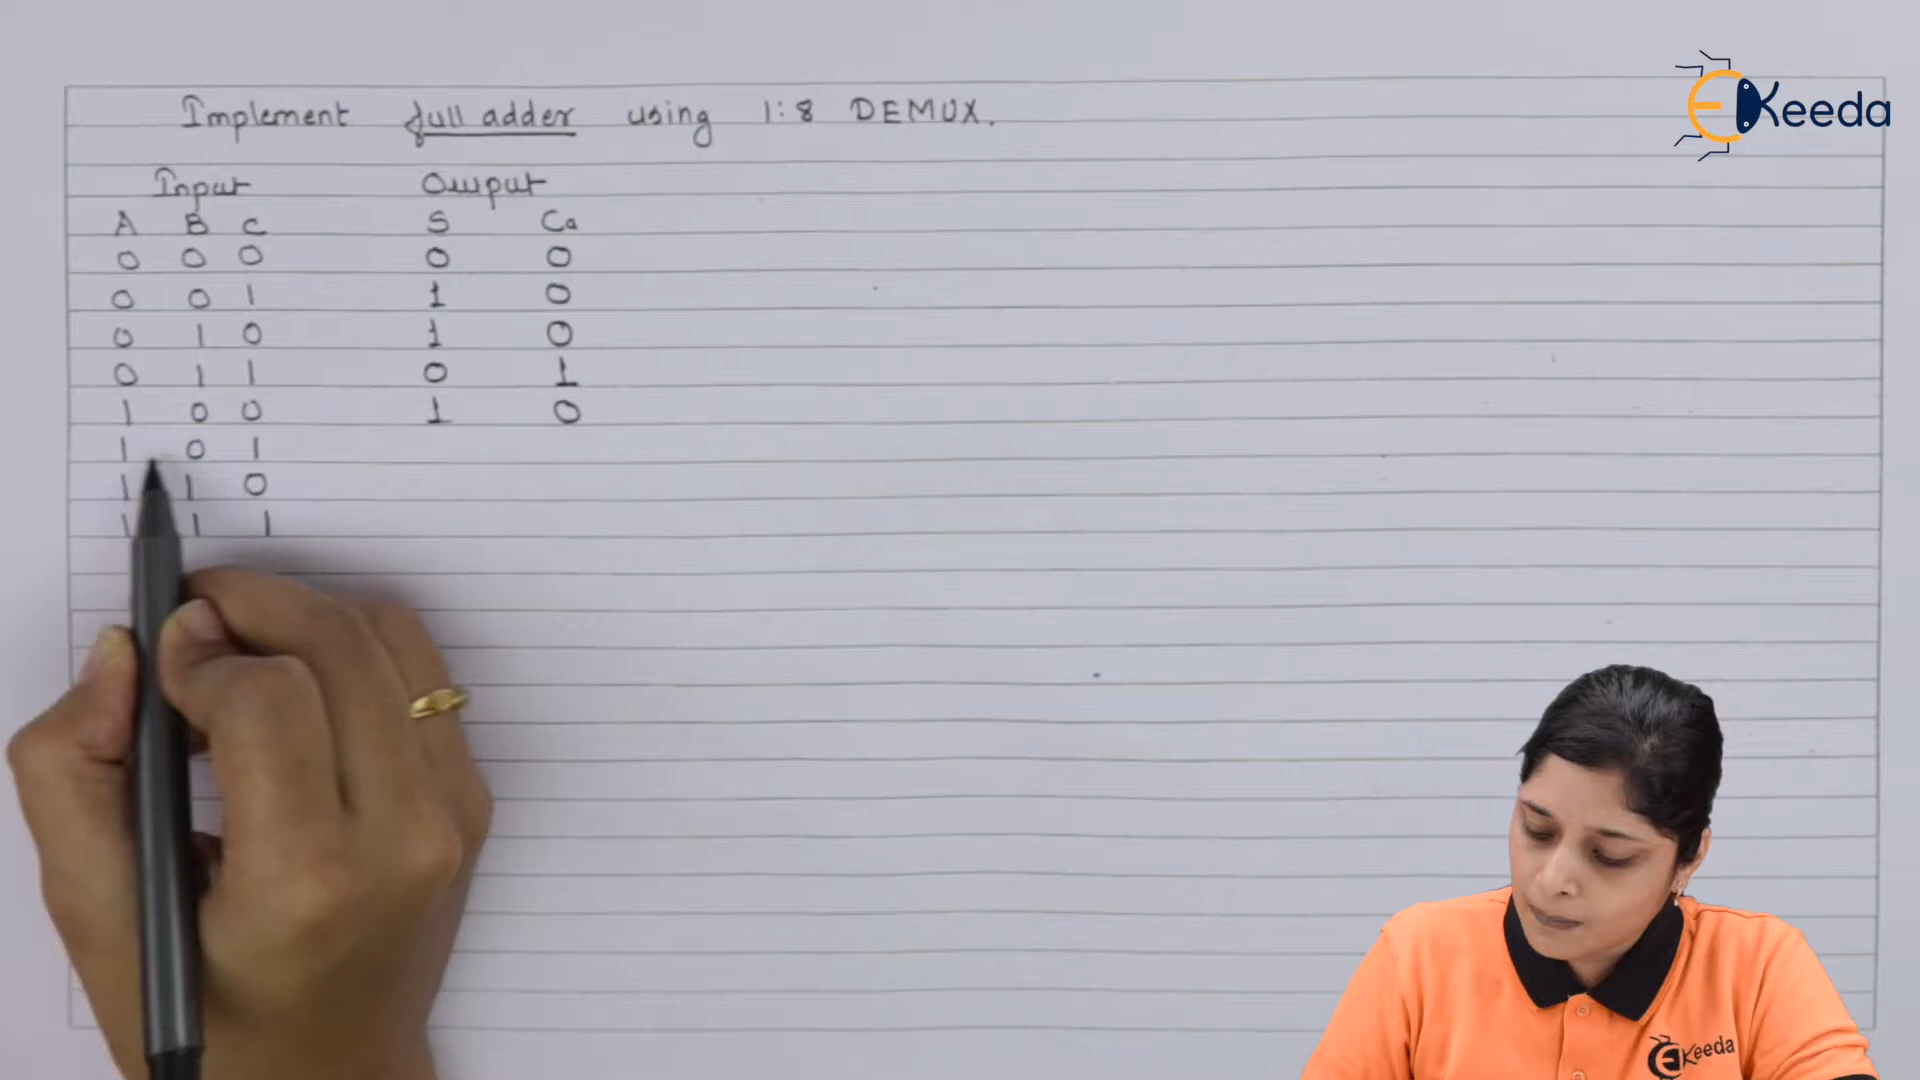 EKeeda
Implement full adder using 1:8 DEMUX.
Input Output
A B C S Ca
0 0 0 0 0
0 0 1 1 0
0 1 0 1 0
0 1 1 0 1
1 0 0 1 0
1 0 1
1 1 0
1 1 1
EKeeda